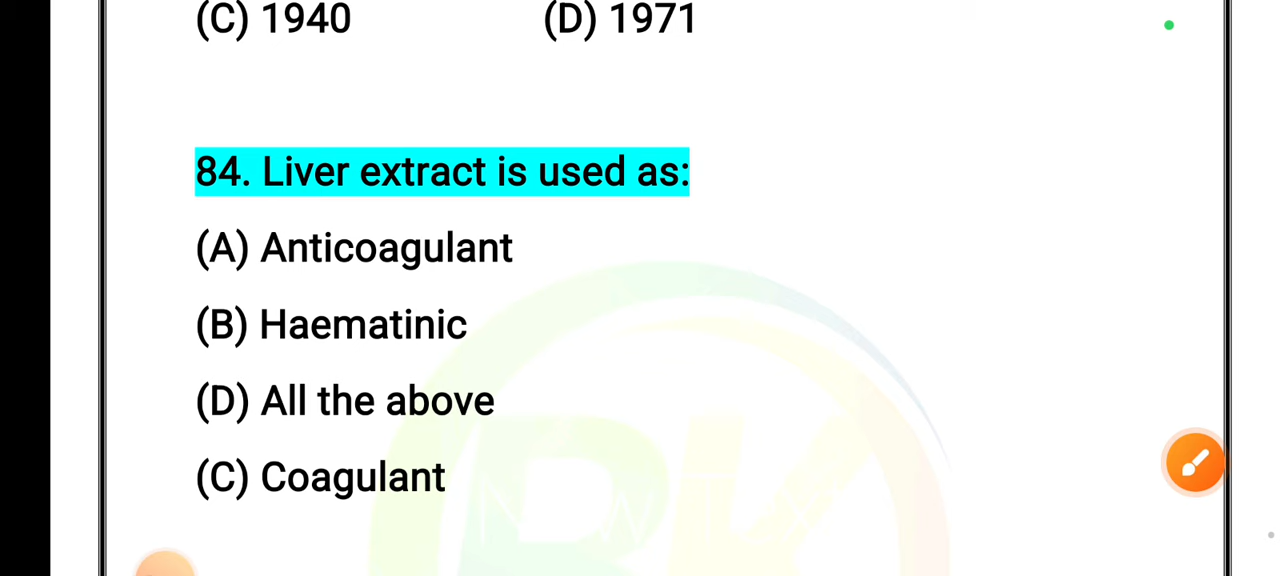 (C) 1940 (D) 1971
84. Liver extract is used as:
(A) Anticoagulant
(B) Haematinic
(D) All the above
(C) Coagulant